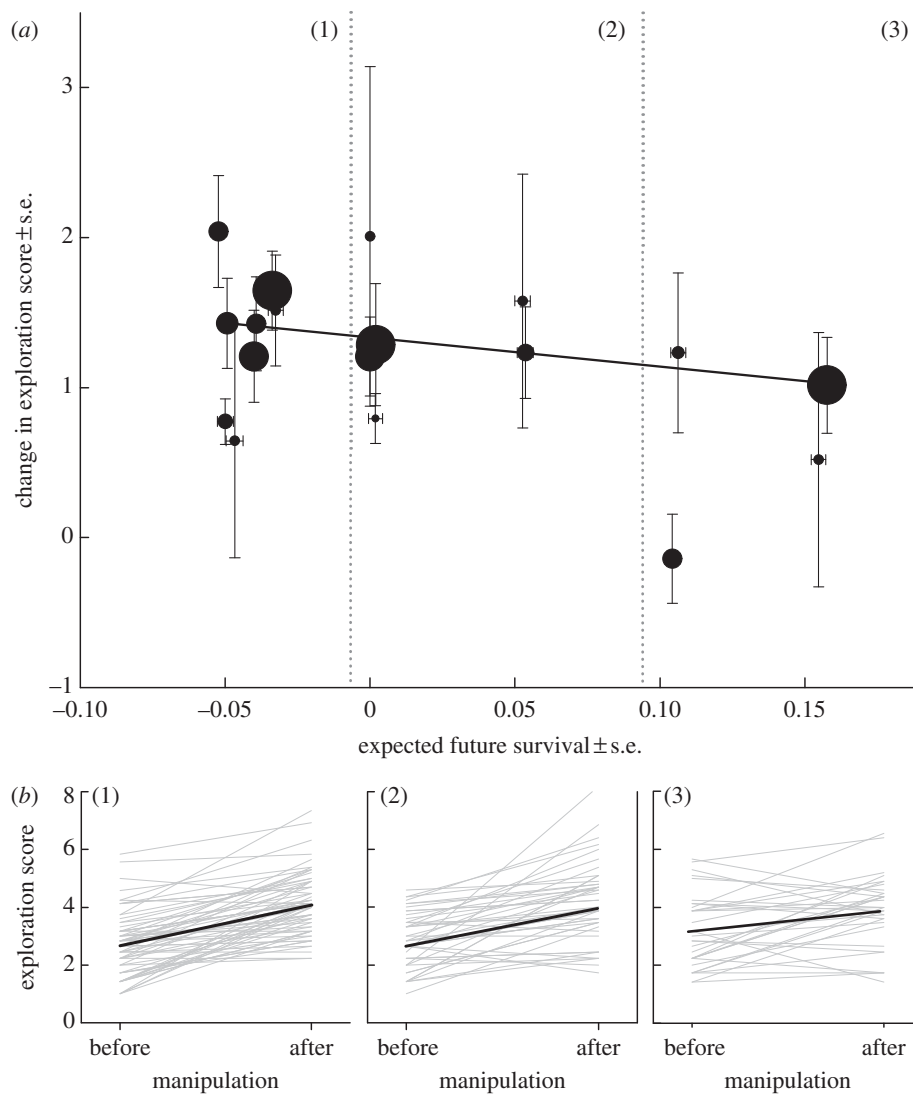 (a) (1) (2) (3)
3
2
1
0
–1
change in exploration score ± s.e.
–0.10 –0.05 0 0.05 0.10 0.15
expected future survival ± s.e.
(b) (1) (2) (3)
8
6
4
2
0
exploration score
before after before after before after
manipulation manipulation manipulation